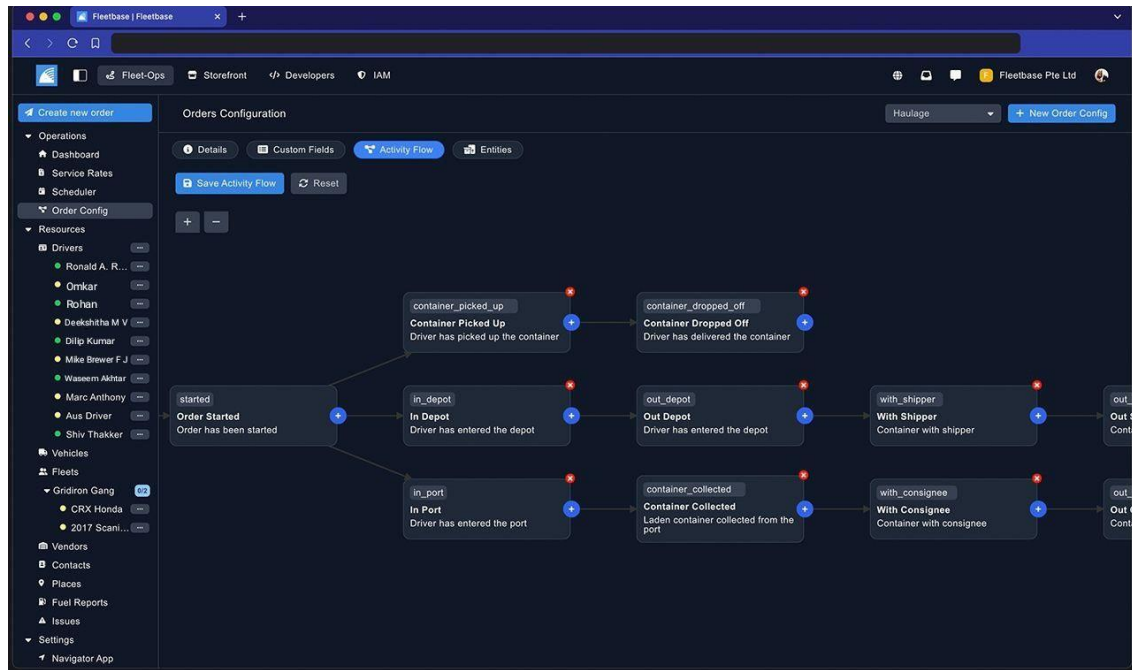 Fleetbase | Fleetbase
Fleet-Ops
Storefront
</> Developers
IAM
F
Fleetbase Pte Ltd
Create new order
Operations
Dashboard
Service Rates
Scheduler
Order Config
Resources
Drivers
Ronald A. R...
Omkar
Rohan
Deekshitha M V
Dilip Kumar
Mike Brewer F J
Waseem Akhtar
Marc Anthony
Aus Driver
Shiv Thakker
Vehicles
Fleets
Gridiron Gang
0/2
CRX Honda
2017 Scani...
Vendors
Contacts
Places
Fuel Reports
Issues
Settings
Navigator App
Orders Configuration
Haulage
+ New Order Config
Details
Custom Fields
Activity Flow
Entities
Save Activity Flow
Reset
container_picked_up
Container Picked Up
Driver has picked up the container
container_dropped_off
Container Dropped Off
Driver has delivered the container
started
Order Started
Order has been started
in_depot
In Depot
Driver has entered the depot
out_depot
Out Depot
Driver has entered the depot
with_shipper
With Shipper
Container with shipper
out_
Out
Cont
in_port
In Port
Driver has entered the port
container_collected
Container Collected
Laden container collected from the
port
with_consignee
With Consignee
Container with consignee
out_
Out
Cont